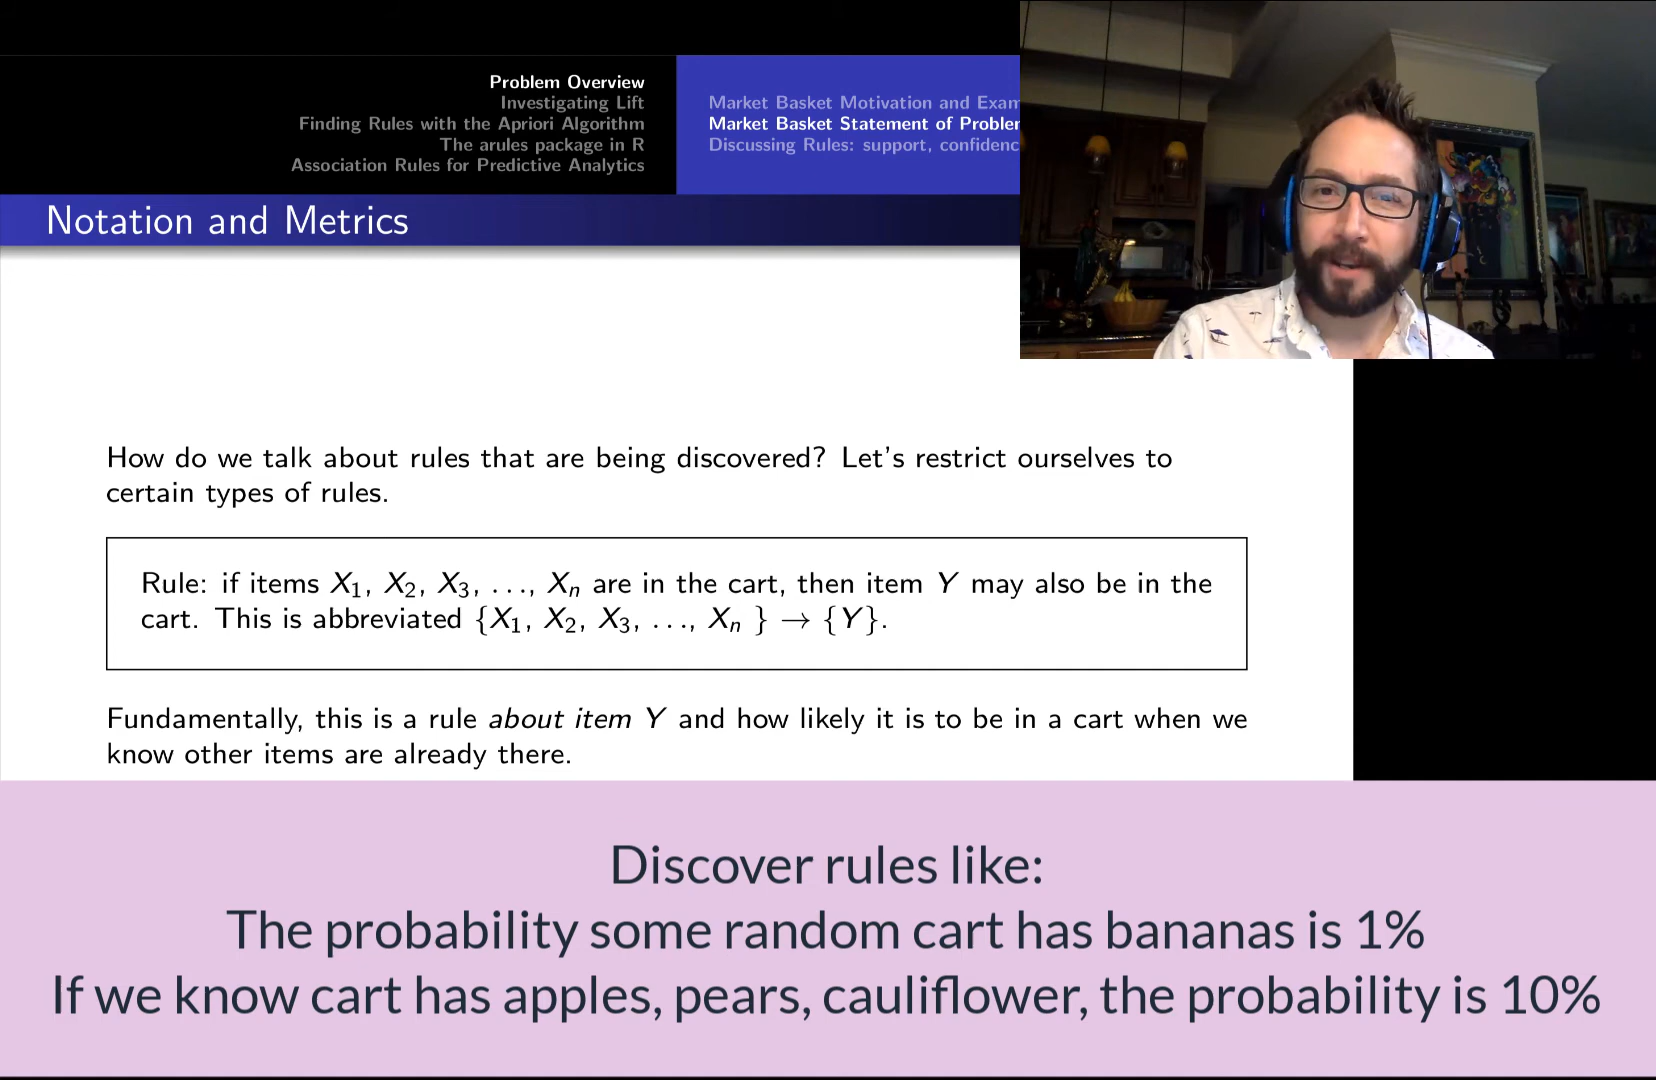 Problem Overview
Investigating Lift
Finding Rules with the Apriori Algorithm
The arules package in R
Association Rules for Predictive Analytics
Market Basket Motivation and
Market Basket Statement of
Discussing Rules: support,
Notation and Metrics
How do we talk about rules that are being discovered? Let's restrict ourselves to
certain types of rules.
Rule: if items X₁, X₂, X₃, ..., Xₙ are in the cart, then item Y may also be in the
cart. This is abbreviated {X₁, X₂, X₃, ..., Xₙ } → {Y}.
Fundamentally, this is a rule about item Y and how likely it is to be in a cart when we
know other items are already there.
Discover rules like:
The probability some random cart has bananas is 1%
If we know cart has apples, pears, cauliflower, the probability is 10%